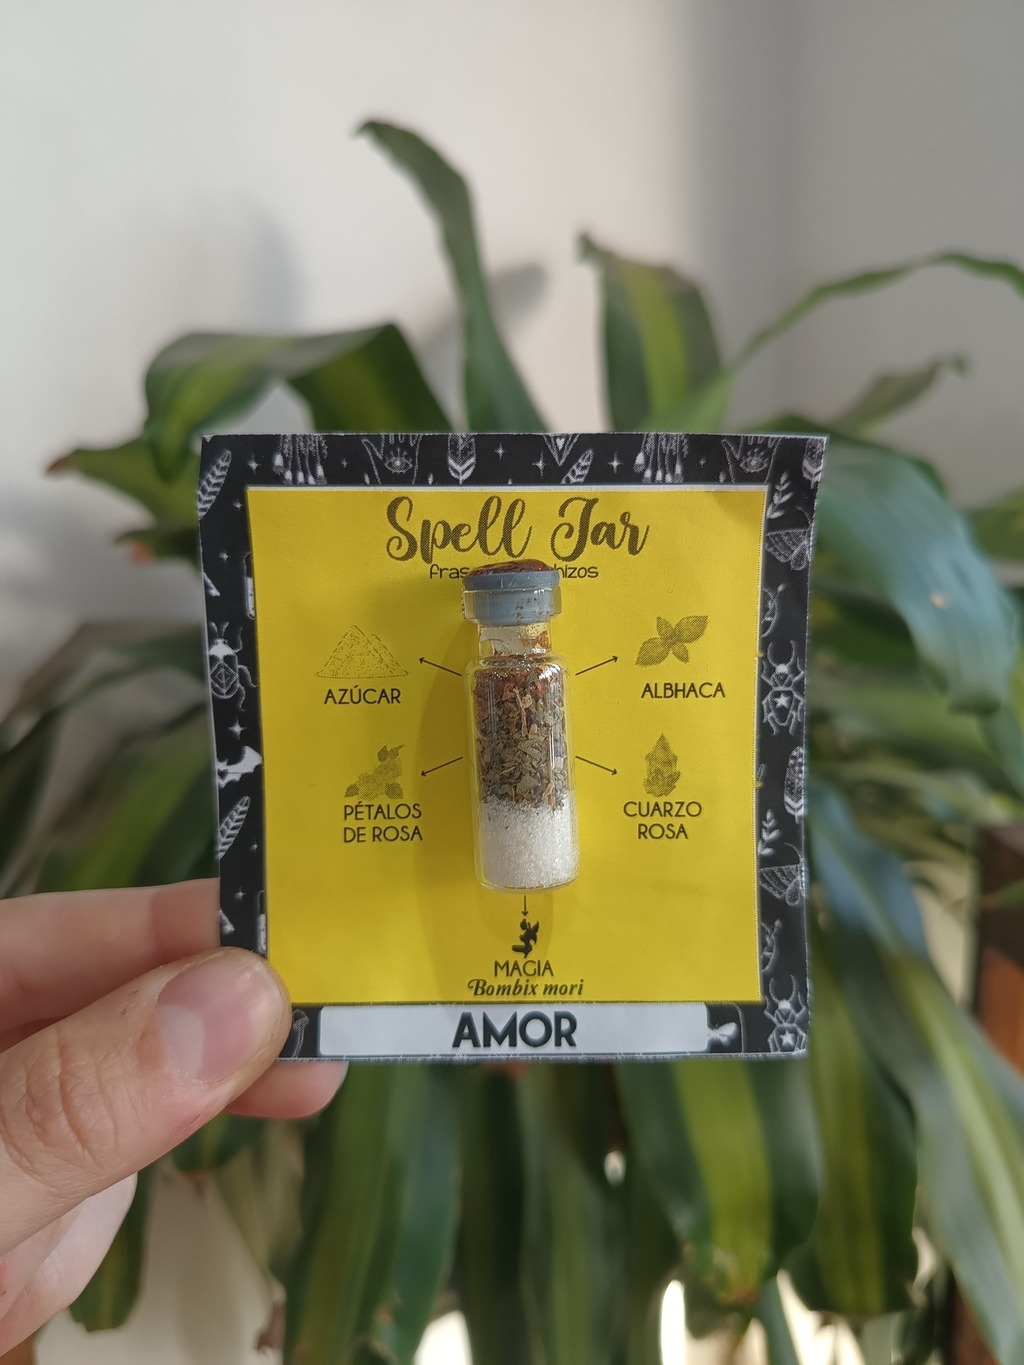 Spell Jar
AZÚCAR
ALBHACA
PÉTALOS
DE ROSA
CUARZO
ROSA
MAGIA
Bombix mori
AMOR